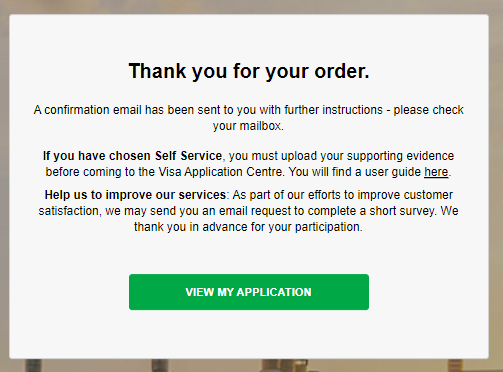 Thank you for your order.
A confirmation email has been sent to you with further instructions - please check
your mailbox.
If you have chosen Self Service, you must upload your supporting evidence
before coming to the Visa Application Centre. You will find a user guide here.
Help us to improve our services: As part of our efforts to improve customer
satisfaction, we may send you an email request to complete a short survey. We
thank you in advance for your participation.
VIEW MY APPLICATION